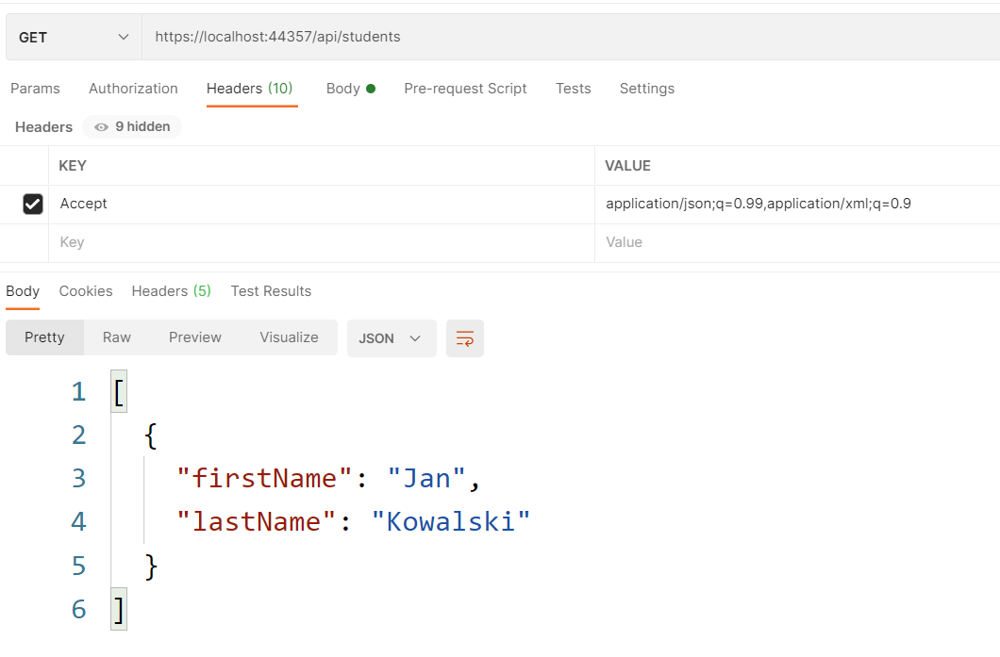 GET https://localhost:44357/api/students
Params Authorization Headers (10) Body Pre-request Script Tests Settings
Headers 9 hidden
KEY VALUE
Accept application/json;q=0.99,application/xml;q=0.9
Key Value
Body Cookies Headers (5) Test Results
Pretty Raw Preview Visualize JSON
1 [
2 {
3 "firstName": "Jan",
4 "lastName": "Kowalski"
5 }
6 ]